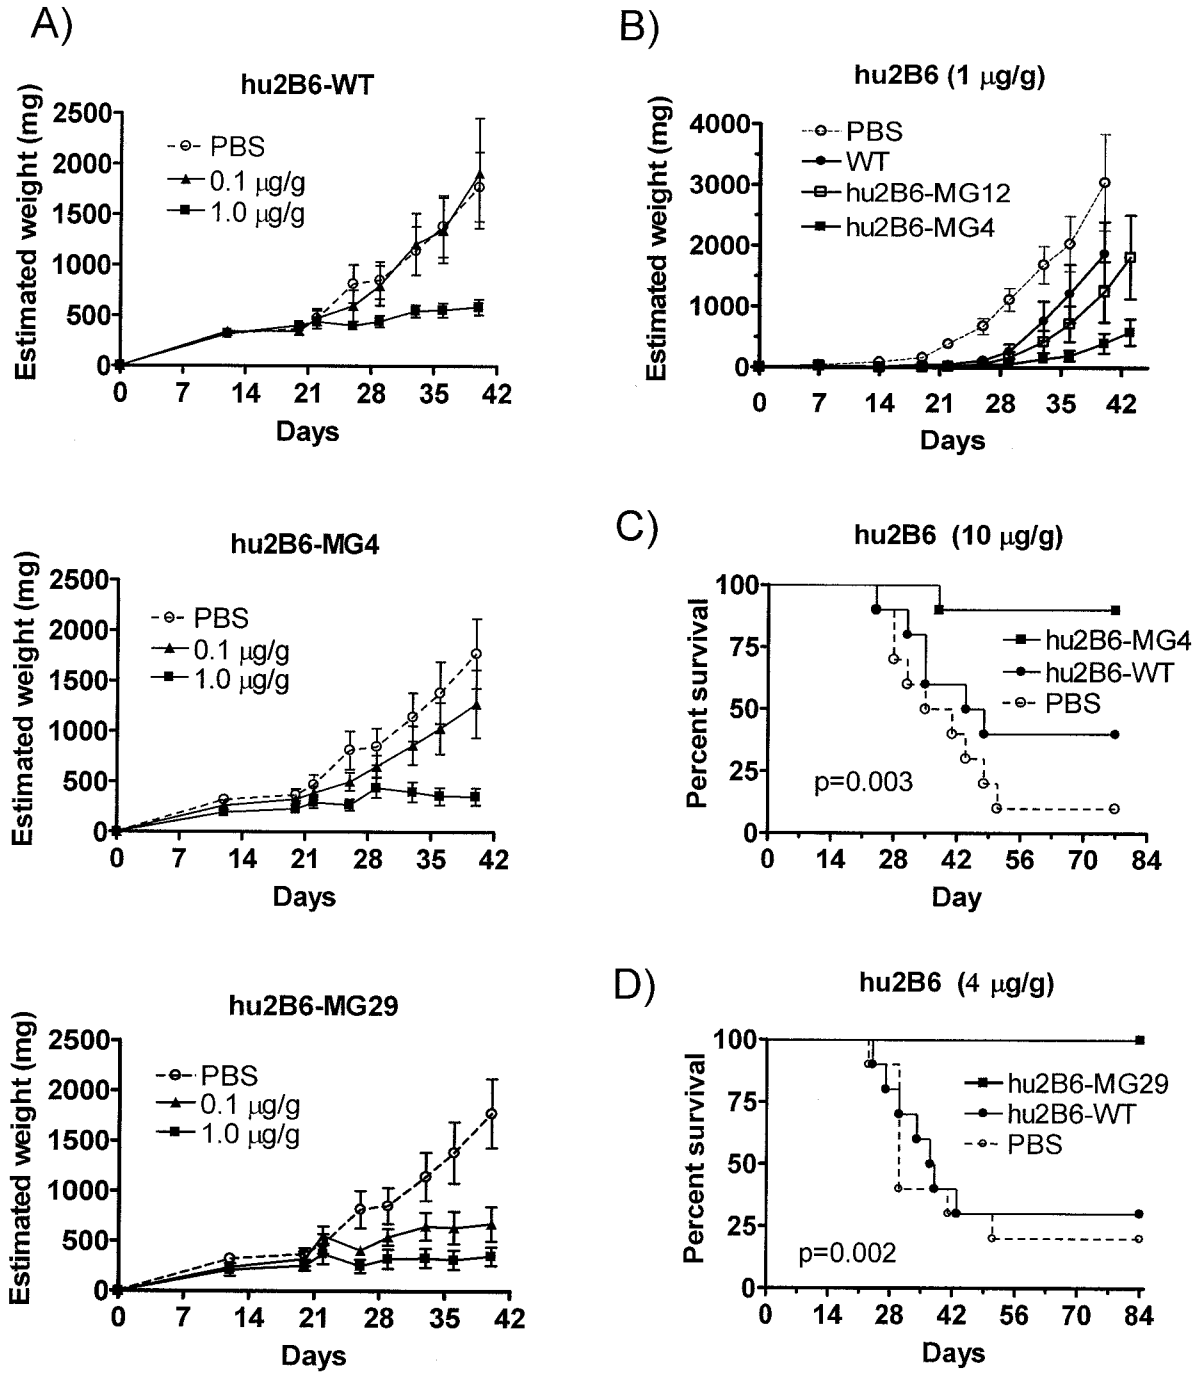 A)
hu2B6-WT
Estimated weight (mg)
2500
2000
1500
1000
500
0
PBS
0.1 μg/g
1.0 μg/g
0 7 14 21 28 35 42
Days
hu2B6-MG4
Estimated weight (mg)
2500
2000
1500
1000
500
0
PBS
0.1 μg/g
1.0 μg/g
0 7 14 21 28 35 42
Days
hu2B6-MG29
Estimated weight (mg)
2500
2000
1500
1000
500
0
PBS
0.1 μg/g
1.0 μg/g
0 7 14 21 28 35 42
Days
B)
hu2B6 (1 μg/g)
Estimated weight (mg)
4000
3000
2000
1000
0
PBS
WT
hu2B6-MG12
hu2B6-MG4
0 7 14 21 28 35 42
Days
C)
hu2B6 (10 μg/g)
Percent survival
100
75
50
25
0
hu2B6-MG4
hu2B6-WT
PBS
p=0.003
0 14 28 42 56 70 84
Day
D)
hu2B6 (4 μg/g)
Percent survival
100
75
50
25
0
hu2B6-MG29
hu2B6-WT
PBS
p=0.002
0 14 28 42 56 70 84
Days